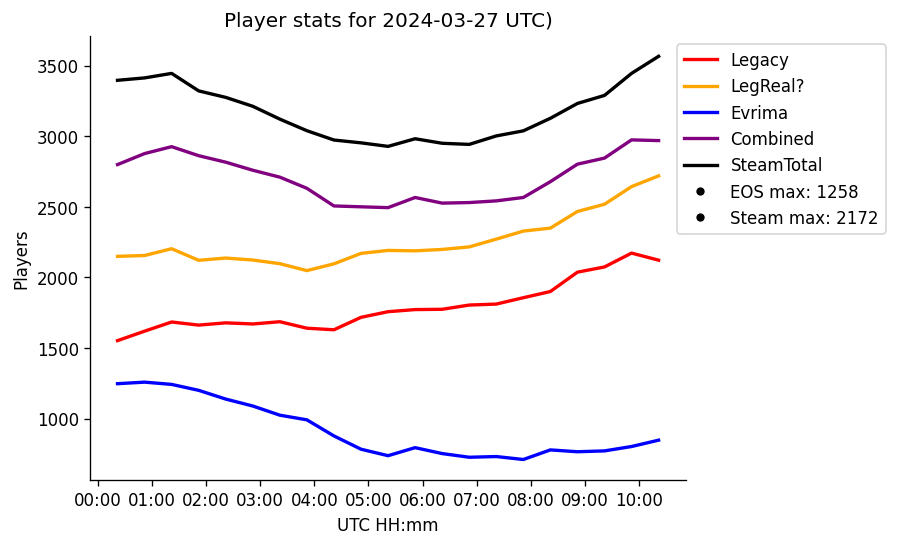 Player stats for 2024-03-27 UTC)
Legacy
LegReal?
Evrima
Combined
SteamTotal
EOS max: 1258
Steam max: 2172
Players
3500
3000
2500
2000
1500
1000
00:00 01:00 02:00 03:00 04:00 05:00 06:00 07:00 08:00 09:00 10:00
UTC HH:mm